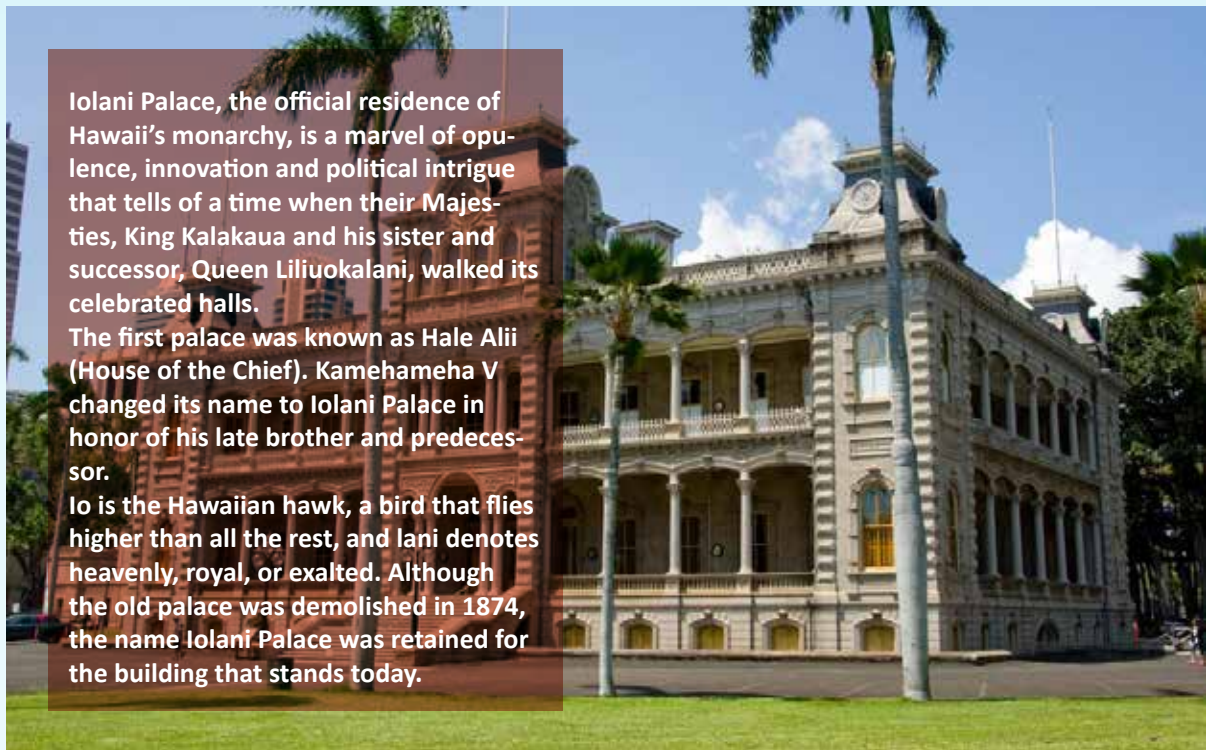 Iolani Palace, the official residence of
Hawaii’s monarchy, is a marvel of opu-
lence, innovation and political intrigue
that tells of a time when their Majes-
ties, King Kalakaua and his sister and
successor, Queen Liliuokalani, walked its
celebrated halls.
The first palace was known as Hale Alii
(House of the Chief). Kamehameha V
changed its name to Iolani Palace in
honor of his late brother and predeces-
sor.
Io is the Hawaiian hawk, a bird that flies
higher than all the rest, and lani denotes
heavenly, royal, or exalted. Although
the old palace was demolished in 1874,
the name Iolani Palace was retained for
the building that stands today.